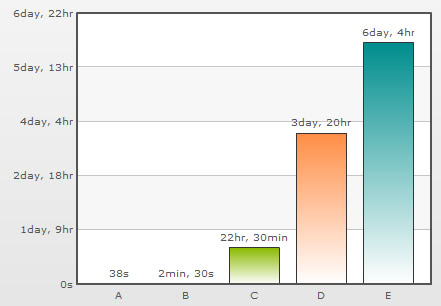 6day, 22hr
6day, 4hr
5day, 13hr
4day, 4hr
3day, 20hr
2day, 18hr
1day, 9hr
22hr, 30min
38s
2min, 30s
0s
A B C D E